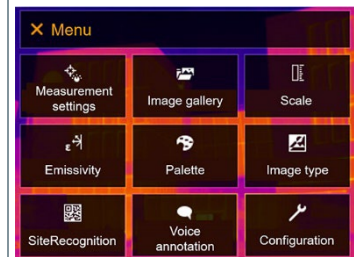 Menu
Measurement
settings
Image gallery
Scale
ε
Emissivity
Palette
Image type
SiteRecognition
Voice
annotation
Configuration